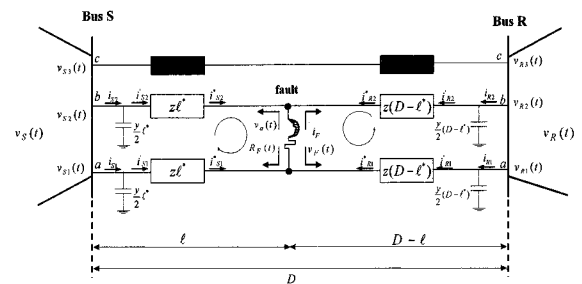 Bus S
Bus R
c
c
v_{S3}(t)
v_{R3}(t)
fault
b
i_{S2}
i*_{S2}
zℓ*
i*_{S2}
i*_{R2}
z(D−ℓ*)
i*_{R2}
i_{R2}
b
v_{S2}(t)
v_{R2}(t)
y/2 ℓ*
v_a(t)
i_F
y/2 (D−ℓ*)
v_S(t)
v_R(t)
R_F(t)
v_F(t)
v_{S1}(t)
a
i_{S1}
i*_{S1}
zℓ*
i*_{S1}
i*_{R1}
z(D−ℓ*)
i*_{R1}
i_{R1}
a
v_{R1}(t)
y/2 ℓ*
y/2 (D−ℓ*)
ℓ
D − ℓ
D